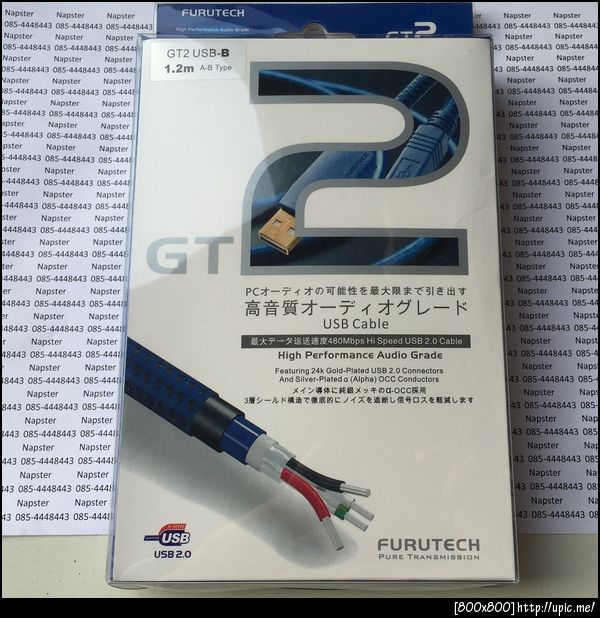 FURUTECH
High Performance Audio Grade
GT2
GT2 USB-B
1.2m A-B Type
FURUTECH
GT2
PCオーディオの可能性を最大限まで引き出す
高音質オーディオグレード
USB Cable
最大データ运送速度480Mbps Hi Speed USB 2.0 Cable
High Performance Audio Grade
Featuring 24k Gold-Plated USB 2.0 Connectors
And Silver-Plated α (Alpha) OCC Conductors
メイン導体に純銀メッキのα-OCC採用
3層シールド構造で徹底的にノイズを遮断し信号ロスを軽減します
HI-SPEED
CERTIFIED
USB
USB 2.0
FURUTECH
PURE TRANSMISSION
Napster
085-4448443
[800x800] http://upic.me/